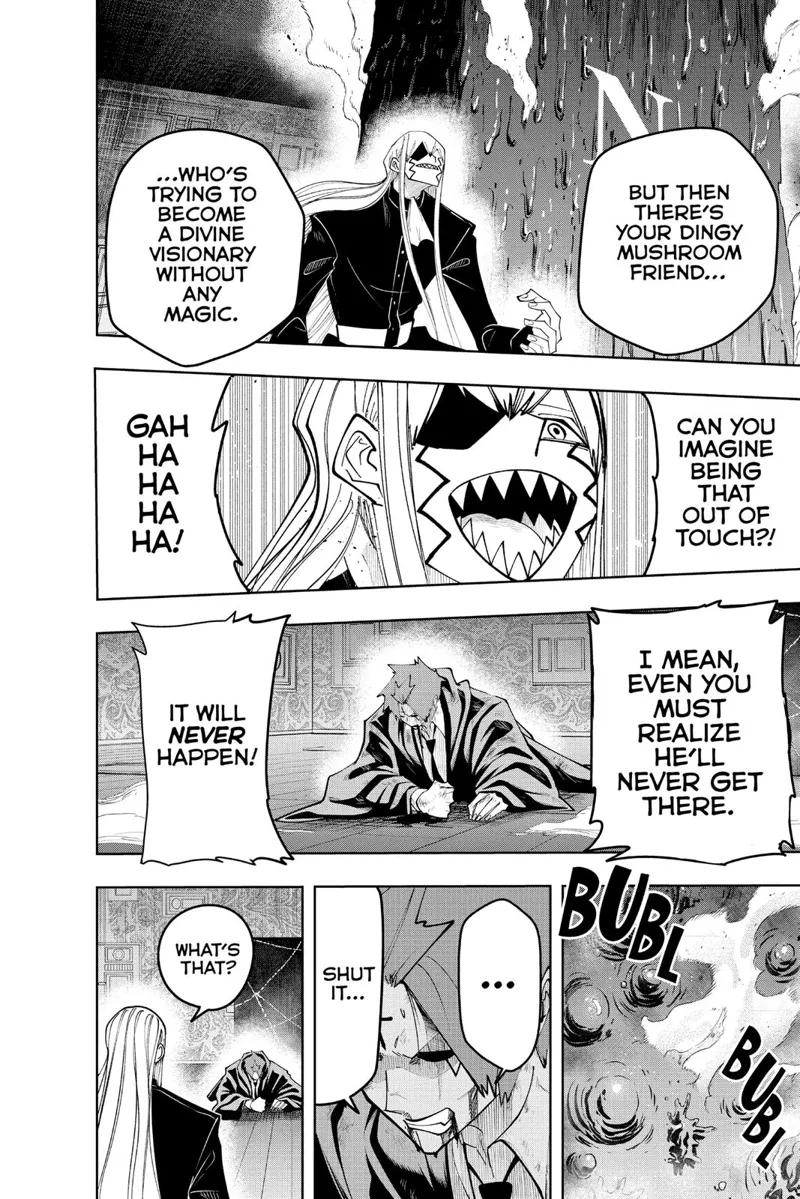 BUT THEN
THERE'S
YOUR DINGY
MUSHROOM
FRIEND...
...WHO'S
TRYING TO
BECOME
A DIVINE
VISIONARY
WITHOUT
ANY
MAGIC.
CAN YOU
IMAGINE
BEING
THAT
OUT OF
TOUCH?!
GAH
HA
HA
HA
HA!
I MEAN,
EVEN YOU
MUST
REALIZE
HE'LL
NEVER GET
THERE.
IT WILL
NEVER
HAPPEN!
BUBL
BUBL
...
SHUT
IT...
WHAT'S
THAT?